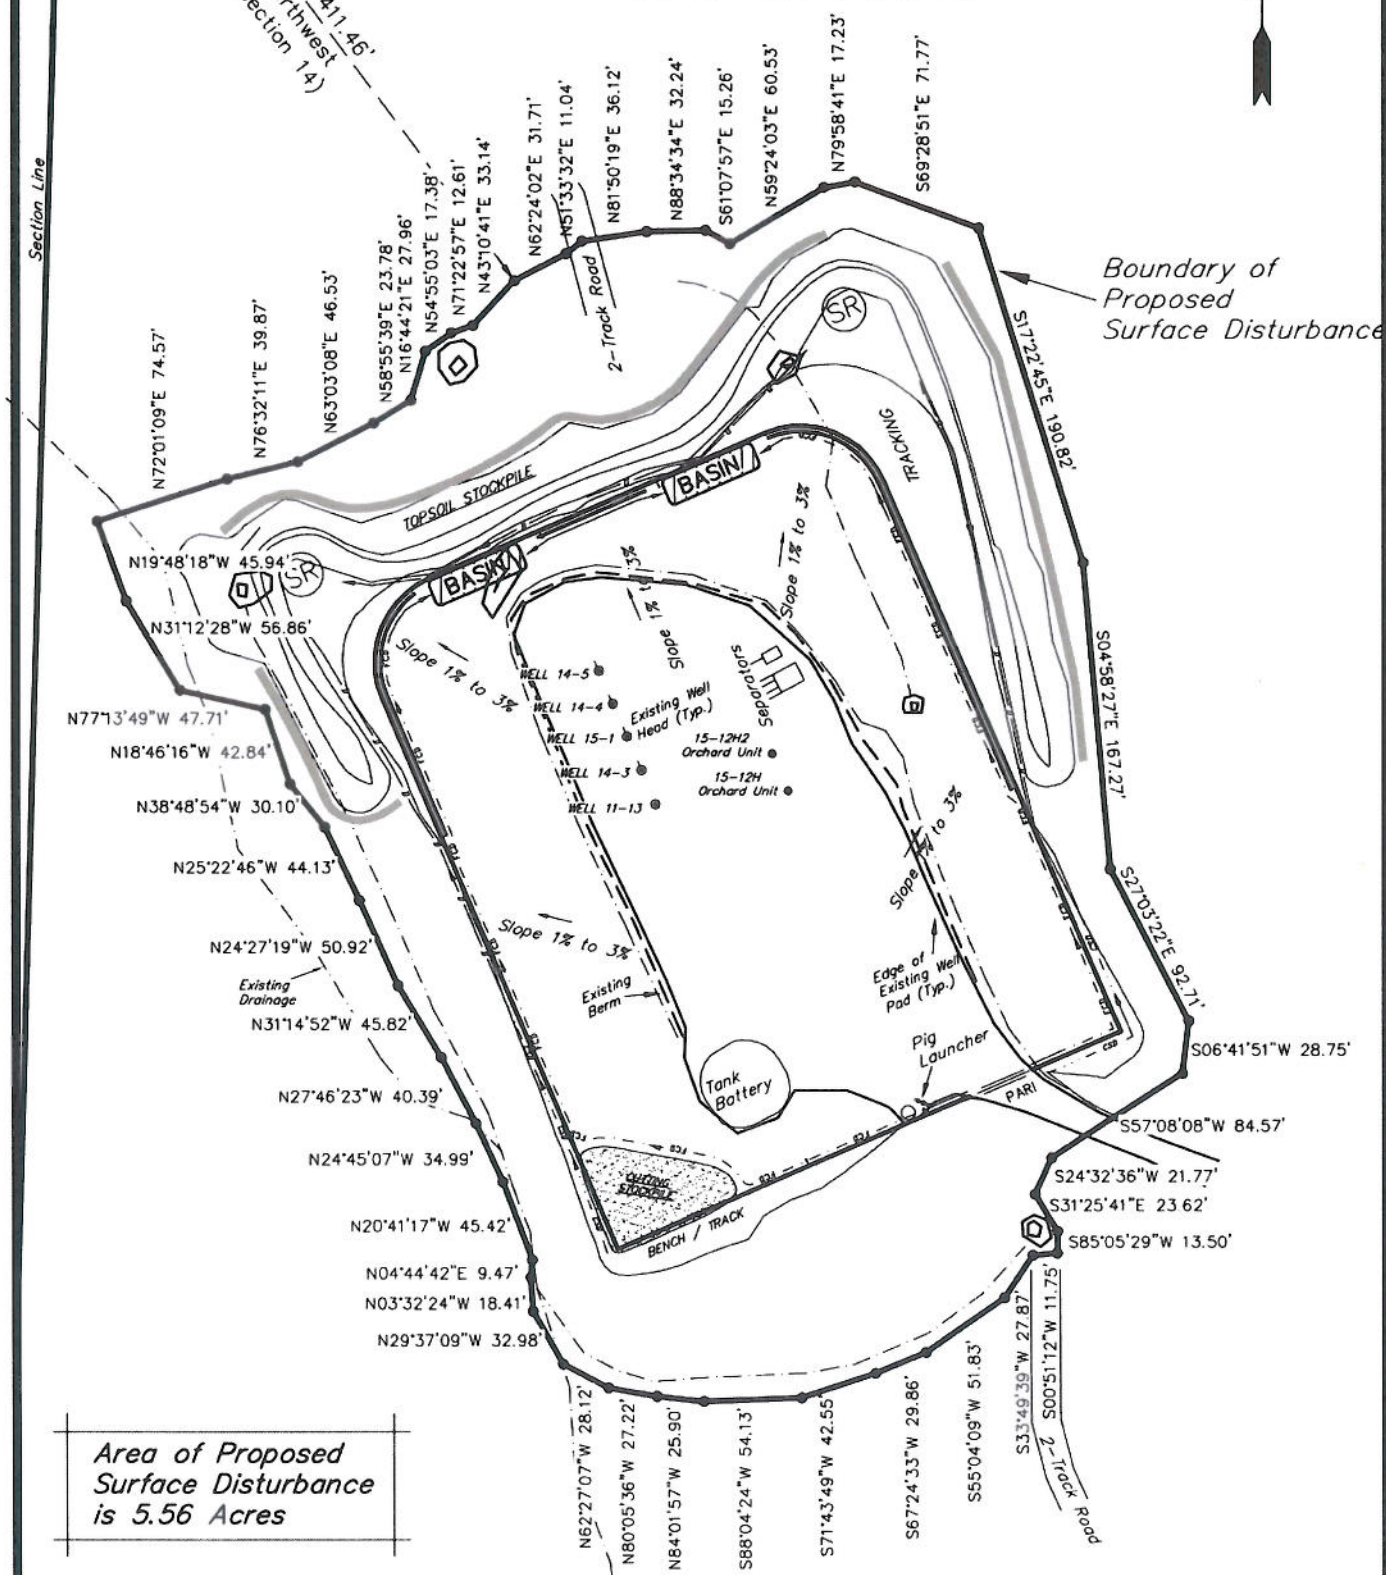 411.46'
rthwest
ection 14)
Section Line
N72°01'09"E 74.57'
N76°32'11"E 39.87'
N63°03'08"E 46.53'
N58°55'39"E 23.78'
N16°44'21"E 27.96'
N54°55'03"E 17.38'
N71°22'57"E 12.61'
N43°10'41"E 33.14'
N62°24'02"E 31.71'
N51°33'32"E 11.04'
N81°50'19"E 36.12'
N88°34'34"E 32.24'
S61°07'57"E 15.26'
N59°24'03"E 60.53'
N79°58'41"E 17.23'
S69°28'51"E 71.77'
2-Track Road
Boundary of
Proposed
Surface Disturbance
S17°22'45"E 190.82'
S04°58'27"E 167.27'
S27°03'22"E 92.71'
S06°41'51"W 28.75'
S57°08'08"W 84.57'
S24°32'36"W 21.77'
S31°25'41"E 23.62'
S85°05'29"W 13.50'
S00°51'12"W 11.75'
S33°49'39"W 27.87'
2-Track Road
S55°04'09"W 51.83'
S67°24'33"W 29.86'
S71°43'49"W 42.55'
S88°04'24"W 54.13'
N84°01'57"W 25.90'
N80°05'36"W 27.22'
N62°27'07"W 28.12'
N29°37'09"W 32.98'
N03°32'24"W 18.41'
N04°44'42"E 9.47'
N20°41'17"W 45.42'
N24°45'07"W 34.99'
N27°46'23"W 40.39'
N31°14'52"W 45.82'
Existing
Drainage
N24°27'19"W 50.92'
N25°22'46"W 44.13'
N38°48'54"W 30.10'
N18°46'16"W 42.84'
N77°13'49"W 47.71'
N31°12'28"W 56.86'
N19°48'18"W 45.94'
SR
SR
TOPSOIL STOCKPILE
TRACKING
BASIN
BASIN
Slope 1% to 3%
Slope 1% to 3%
Slope 1% to 3%
Slope 1% to 3%
Slope to 3%
WELL 14-5
WELL 14-4
WELL 15-1
WELL 14-3
WELL 11-13
Existing Well
Head (Typ.)
Separators
15-12H2
Orchard Unit
15-12H
Orchard Unit
Existing
Berm
Edge of
Existing Well
Pad (Typ.)
Pig
Launcher
Tank
Battery
PARI
CUTTING
STOCKPILE
BENCH / TRACK
FCD
FCD
FCD
FCD
FCD
FCD
FCD
CSD
CSD
Area of Proposed
Surface Disturbance
is 5.56 Acres